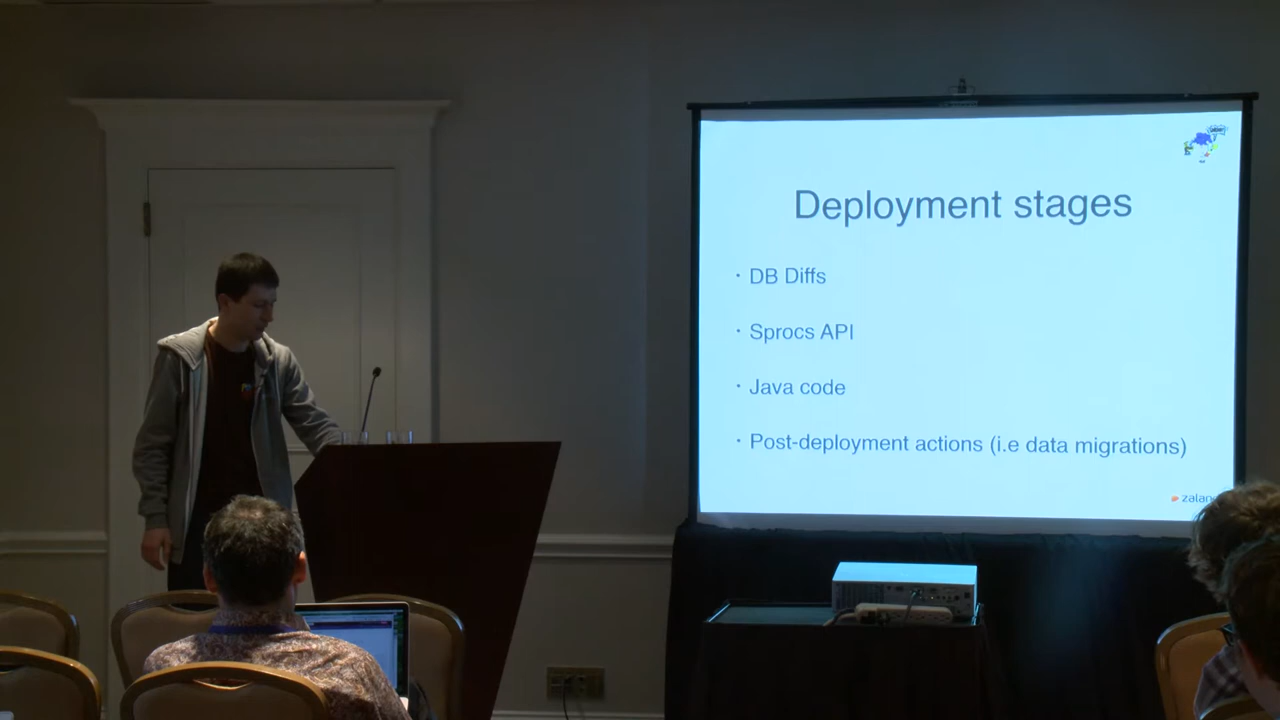 Deployment stages
· DB Diffs
· Sprocs API
· Java code
· Post-deployment actions (i.e data migrations)